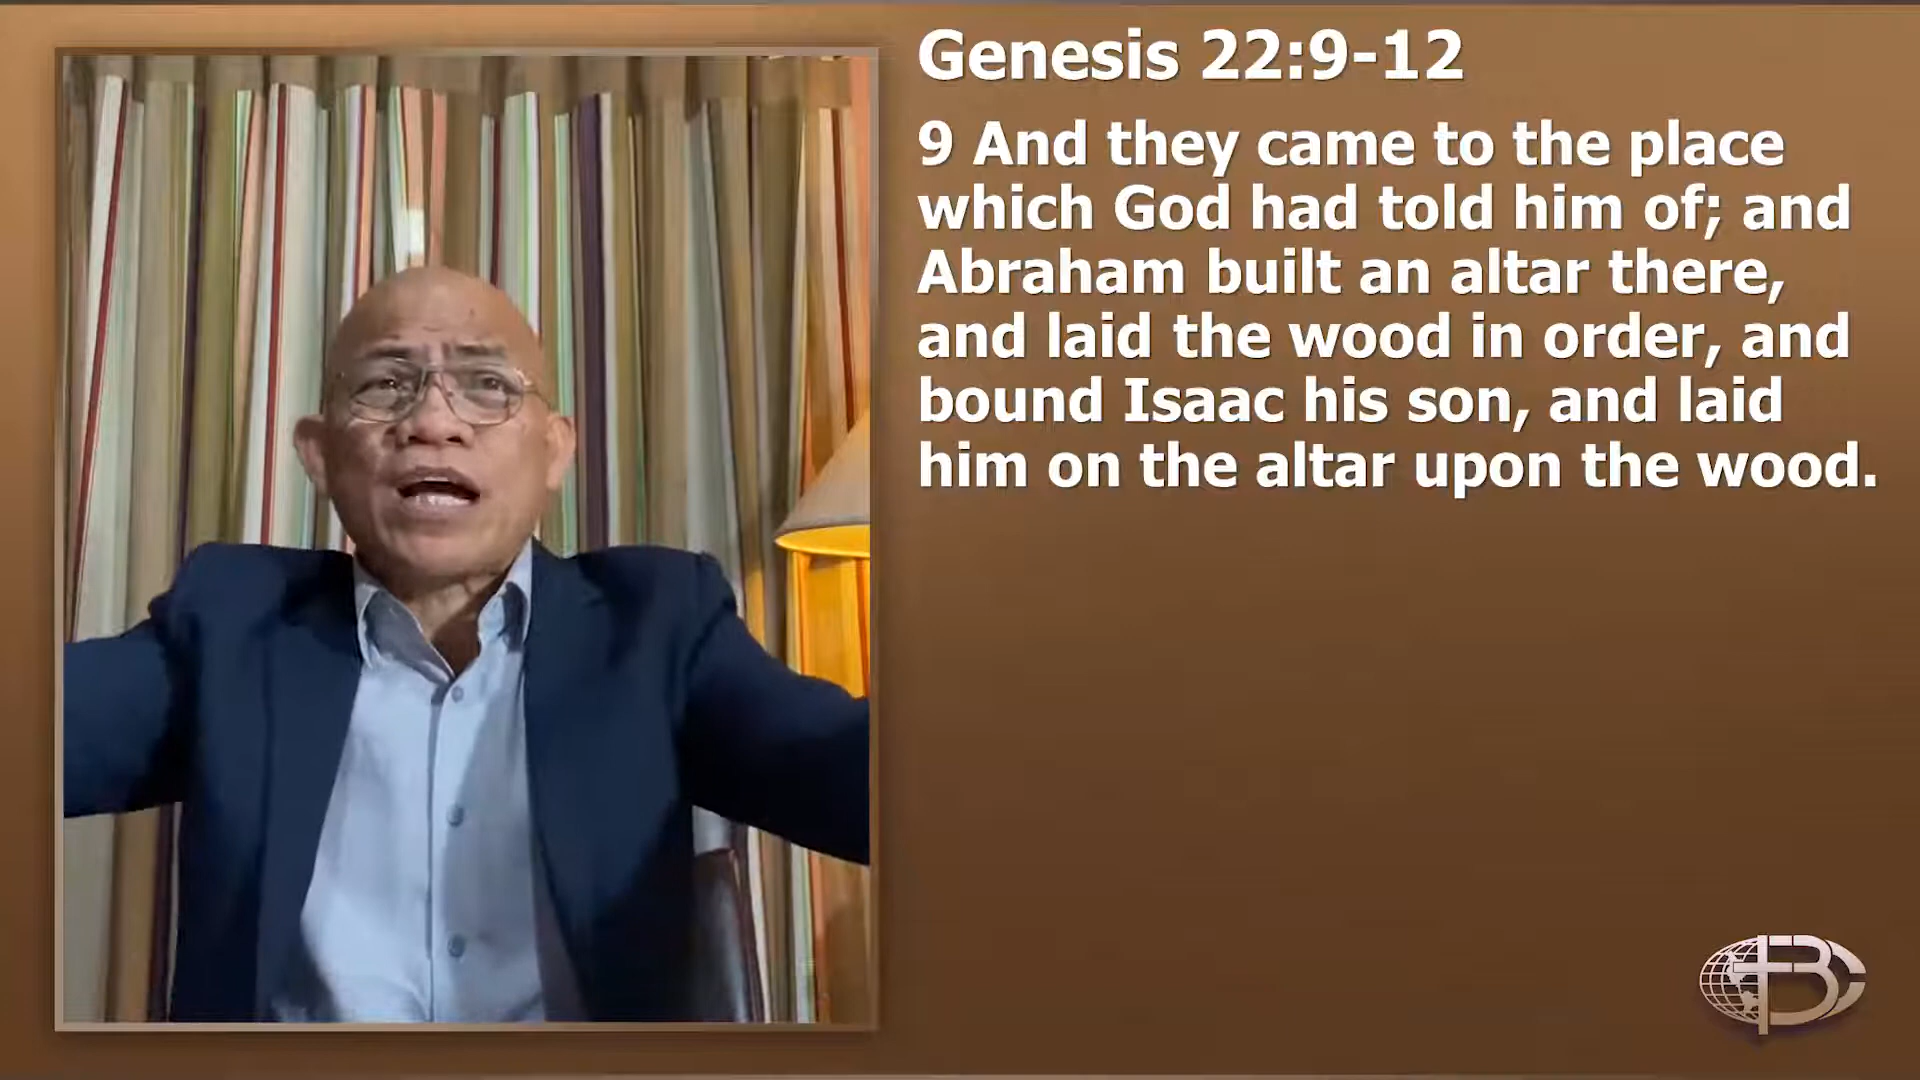 Genesis 22:9-12
9 And they came to the place
which God had told him of; and
Abraham built an altar there,
and laid the wood in order, and
bound Isaac his son, and laid
him on the altar upon the wood.